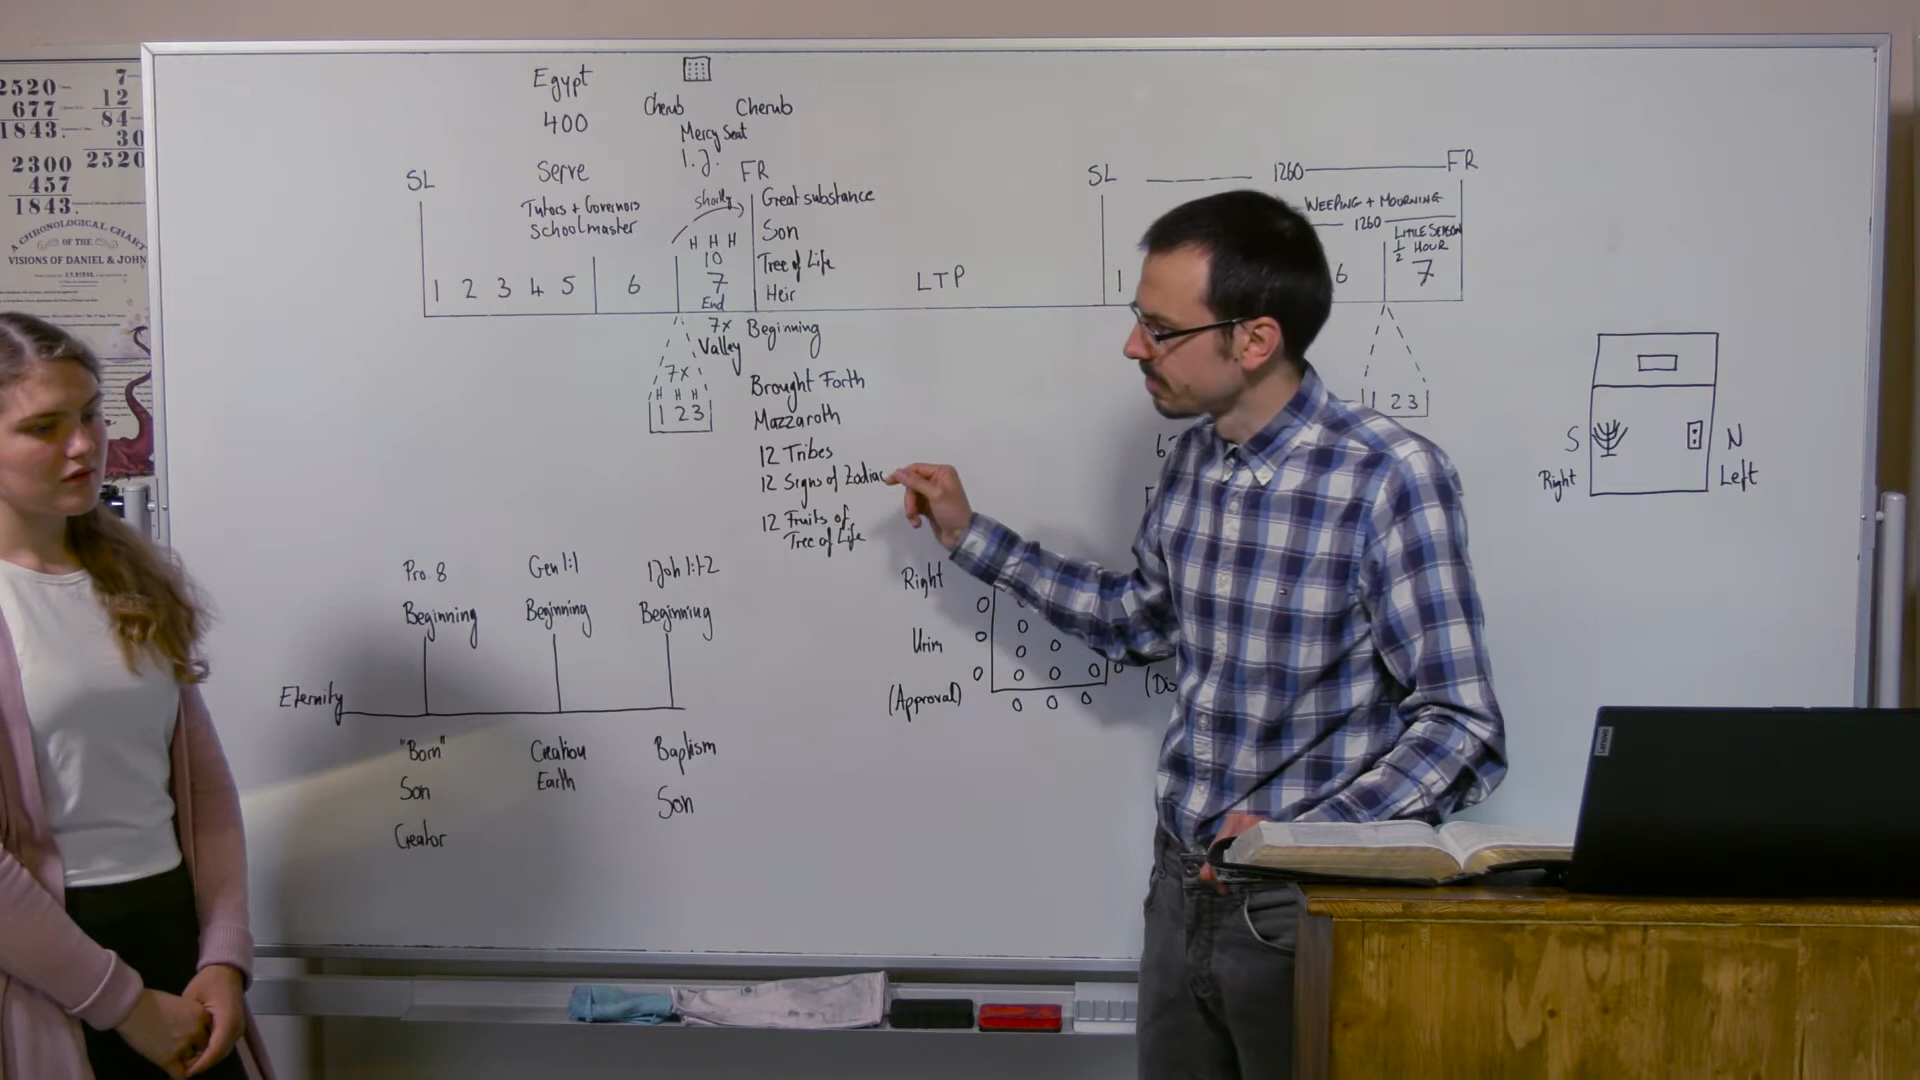 2520
677
1843.
2300
457
1843.
7
12
84
30
2520
A CHRONOLOGICAL CHART
OF THE
VISIONS OF DANIEL & JOHN
Egypt
400
Serve
Tutors + Governors
Schoolmaster
Cherub Cherub
Mercy Seat
1.J.
SL
FR
shortly
Great substance
Son
Tree of Life
Heir
1 2 3 4 5 6
H H H
10
7
End
7x
Valley
Beginning
7x
H H H
1 2 3
Brought Forth
Mazzaroth
12 Tribes
12 Signs of Zodiac
12 Fruits of
Tree of Life
LTP
SL
1260
FR
WEEPING + MOURNING
1260
LITTLE SEASON
1/2 HOUR
1
6
7
1 2 3
6
S
Right
N
Left
Pro. 8
Beginning
Gen 1:1
Beginning
1Joh 1:1-2
Beginning
Eternity
"Born"
Son
Creator
Creation
Earth
Baptism
Son
Right
Urim
(Approval)
Lenovo